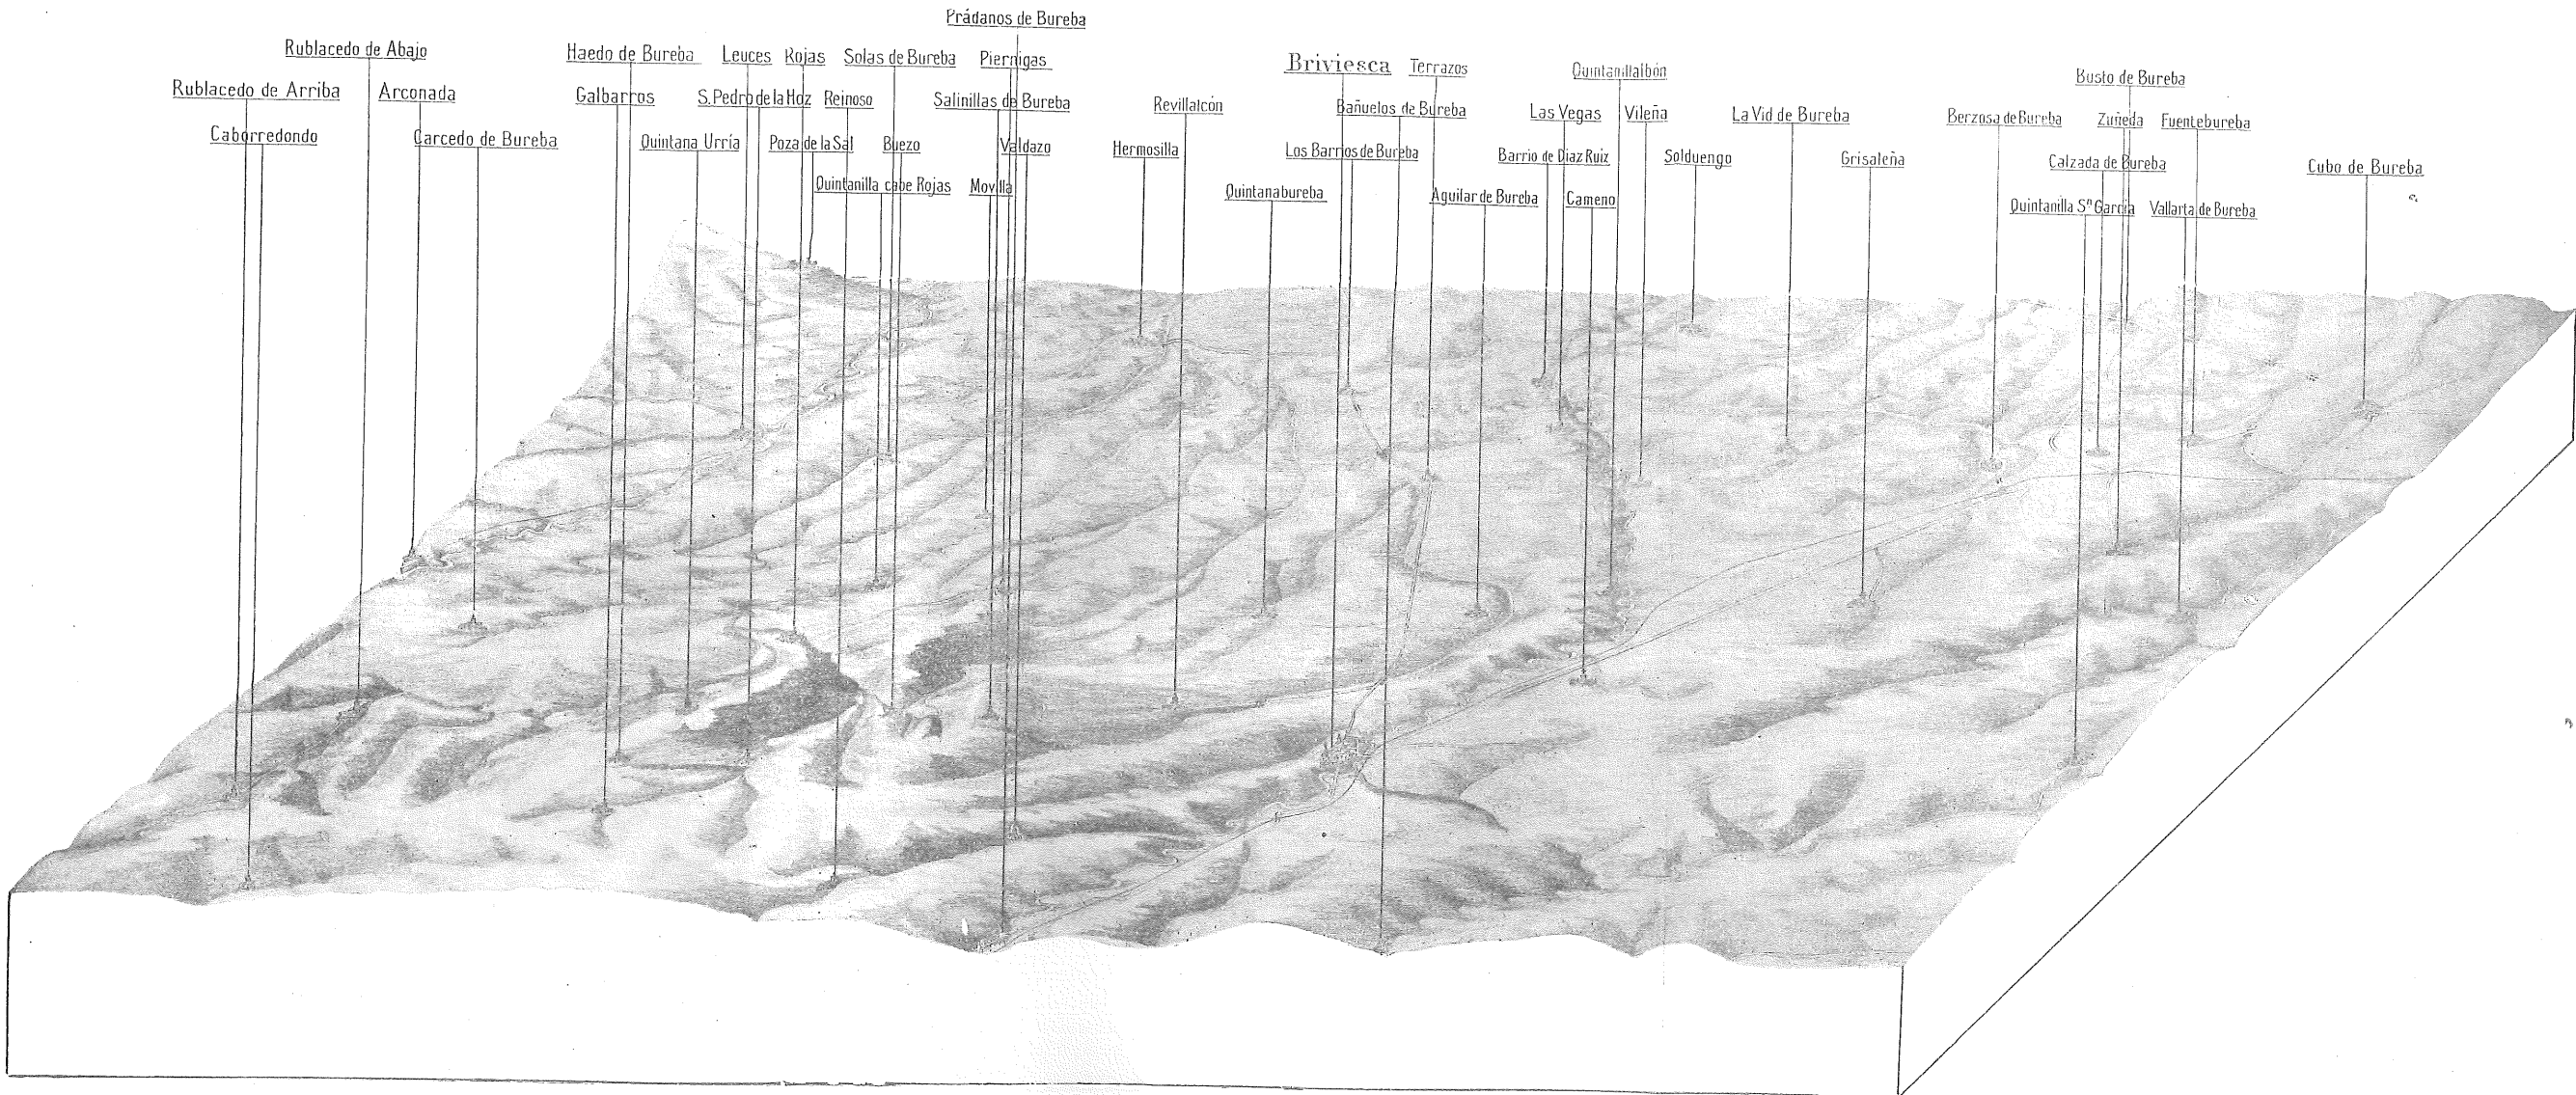 Prádanos de Bureba
Rublacedo de Abajo
Haedo de Bureba
Leuces
Rojas
Solas de Bureba
Piernigas
Briviesca
Terrazos
Quintanillalbón
Busto de Bureba
Rublacedo de Arriba
Arconada
Galbarros
S. Pedro de la Hoz
Reinoso
Salinillas de Bureba
Revillalcón
Bañuelos de Bureba
Las Vegas
Vileña
La Vid de Bureba
Berzosa de Bureba
Zuñeda
Fuentebureba
Caborredondo
Carcedo de Bureba
Quintana Urría
Poza de la Sal
Buezo
Valdazo
Hermosilla
Los Barrios de Bureba
Barrio de Diaz Ruiz
Solduengo
Grisaleña
Calzada de Bureba
Cubo de Bureba
Quintanilla cabe Rojas
Movilla
Quintanabureba
Aguilar de Bureba
Cameno
Quintanilla Sⁿ García
Vallarta de Bureba